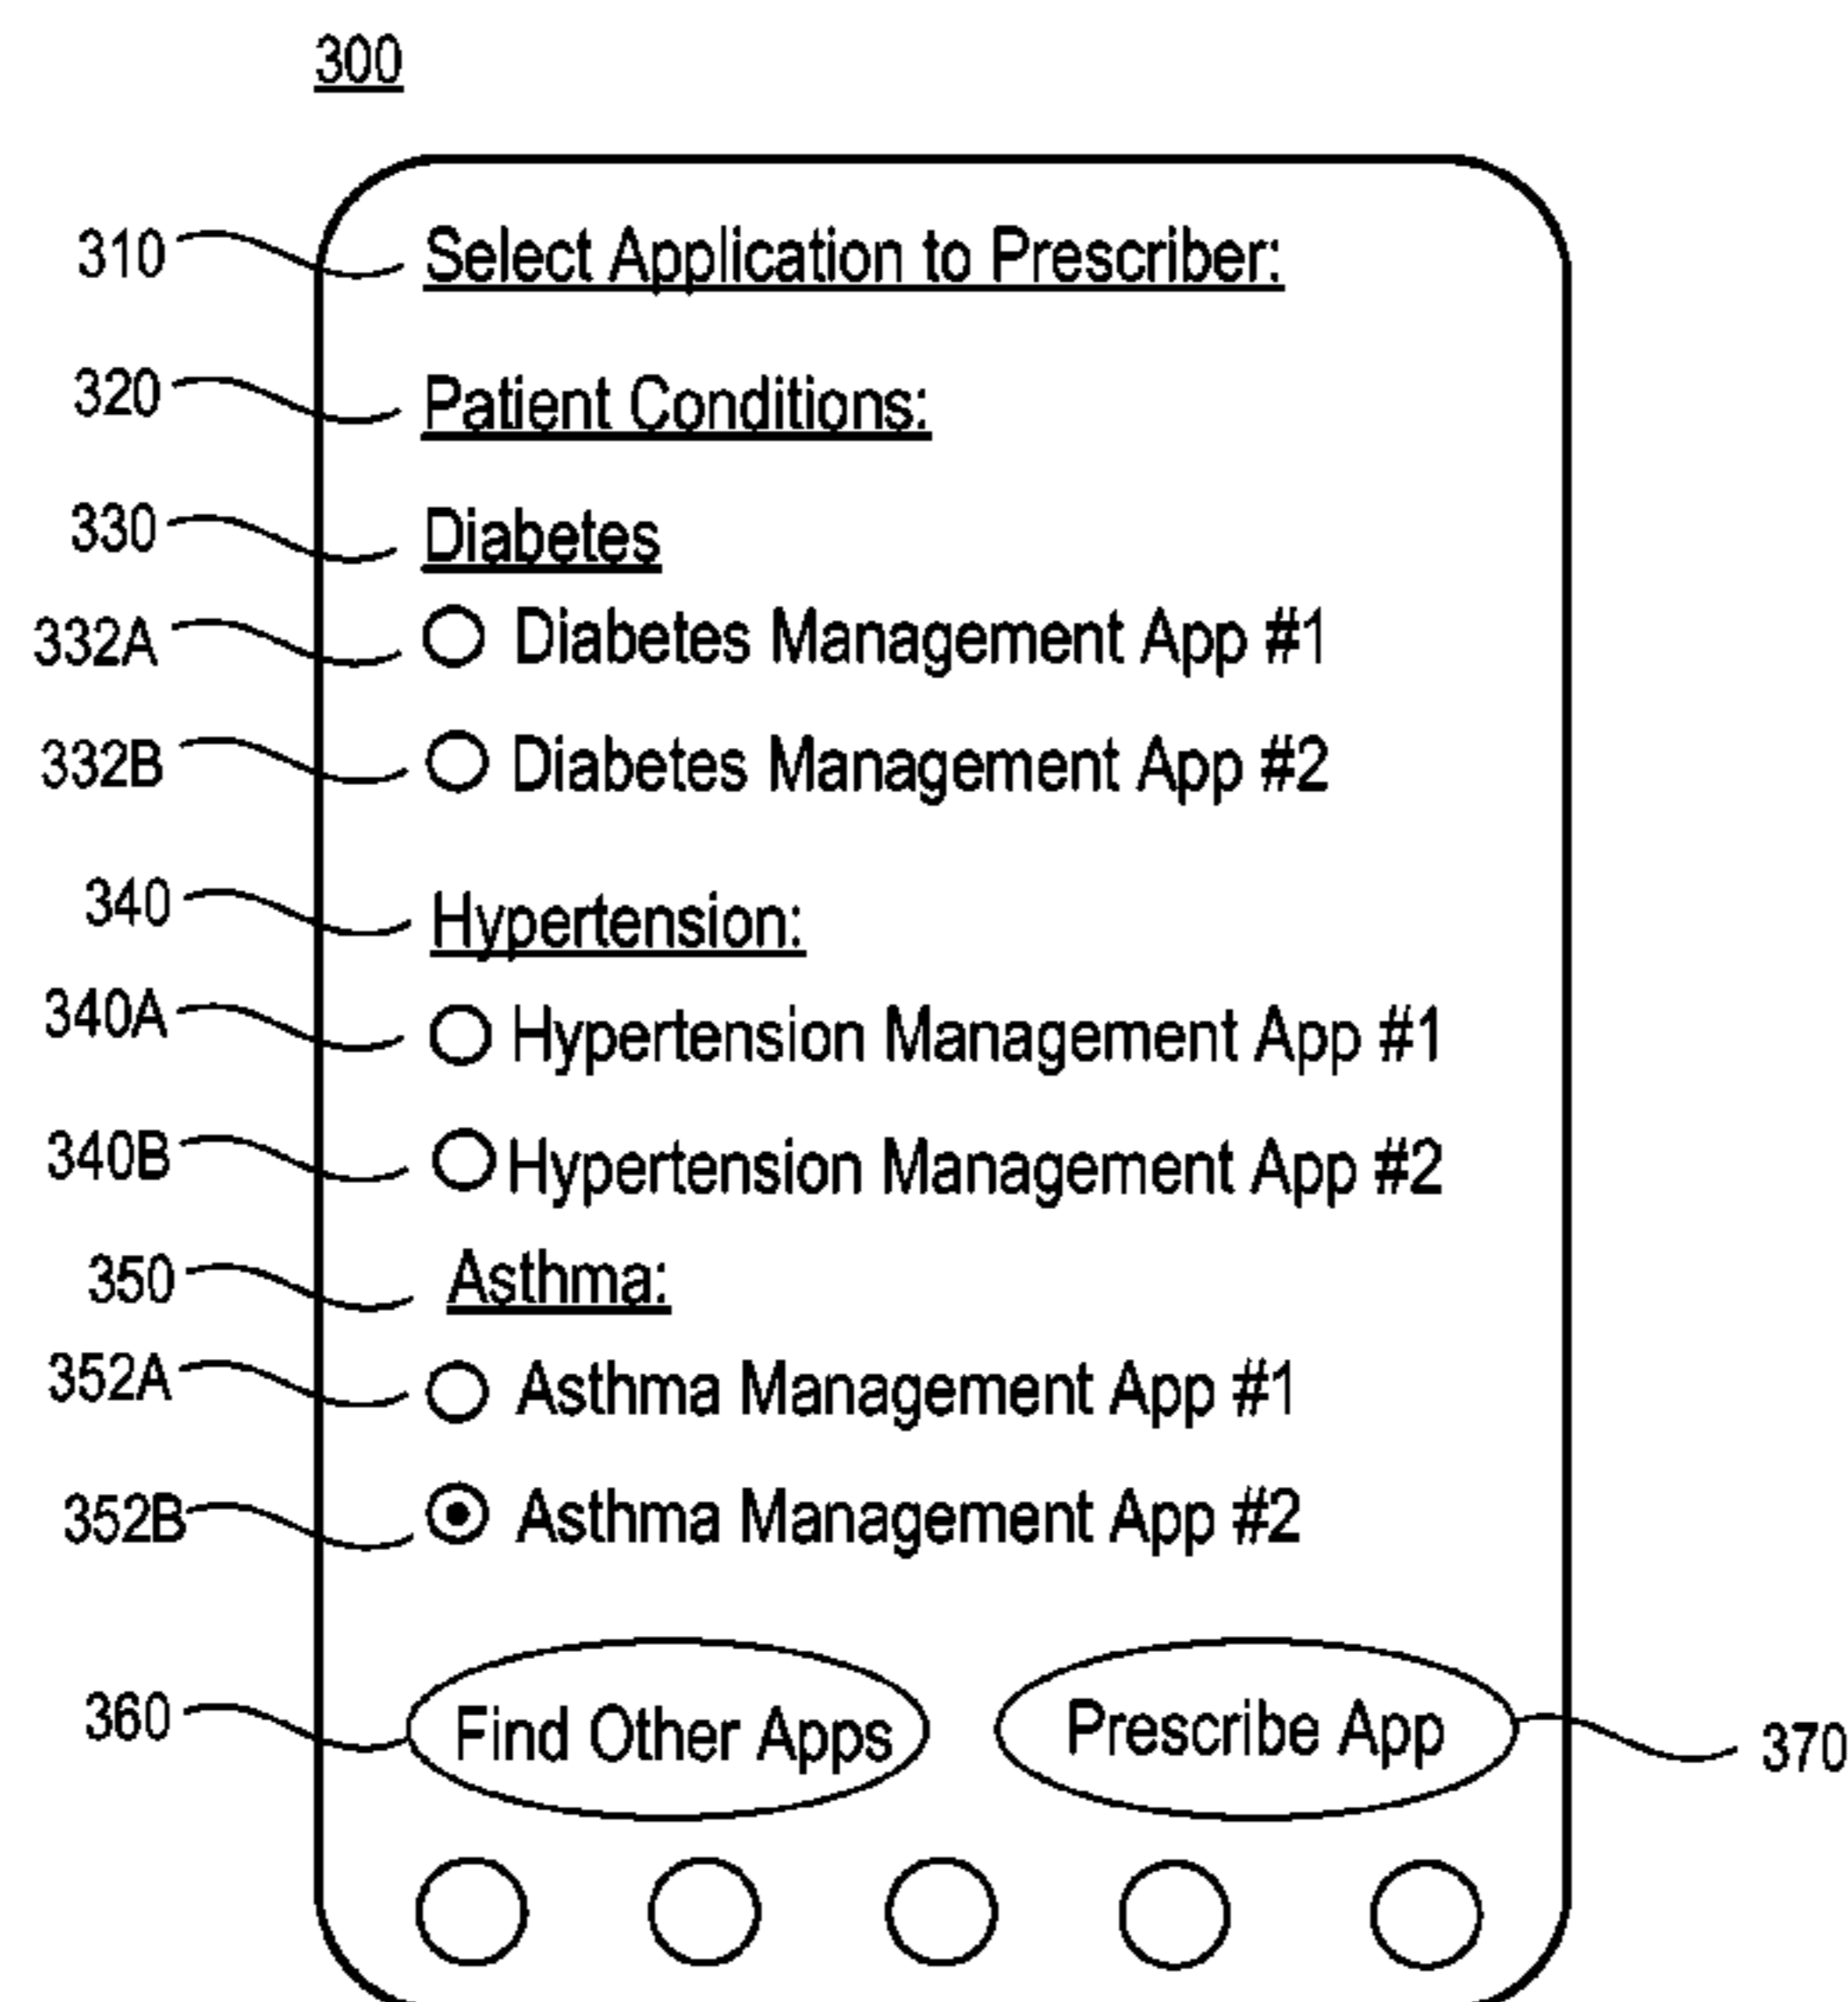 300
310 Select Application to Prescriber:
320 Patient Conditions:
330 Diabetes
332A Diabetes Management App #1
332B Diabetes Management App #2
340 Hypertension:
340A Hypertension Management App #1
340B Hypertension Management App #2
350 Asthma:
352A Asthma Management App #1
352B Asthma Management App #2
360 Find Other Apps Prescribe App 370